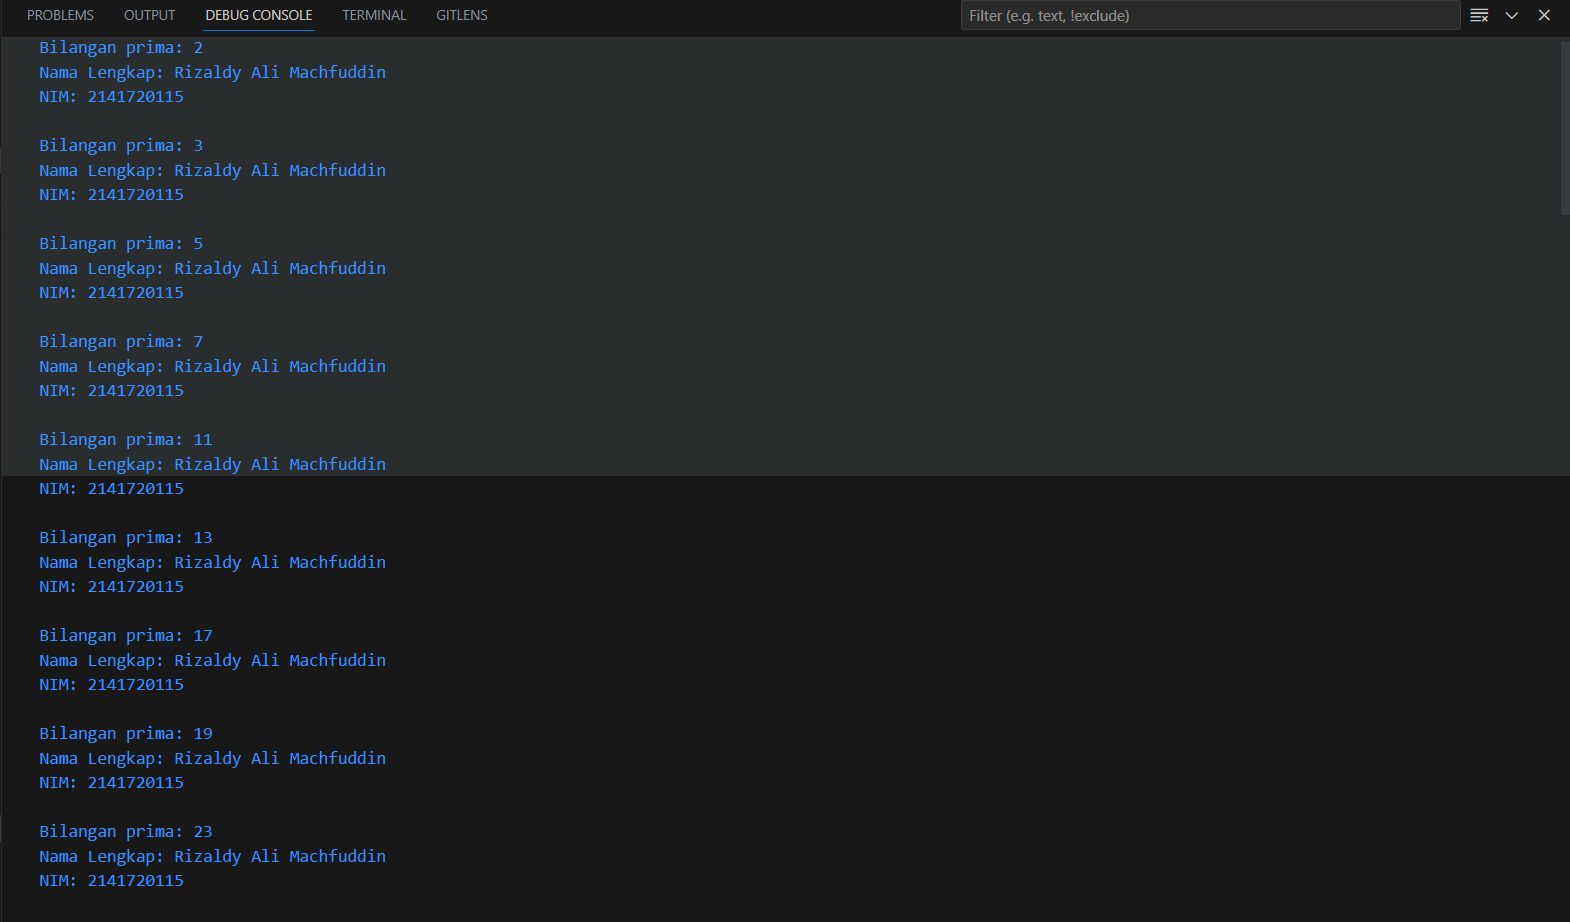 PROBLEMS OUTPUT DEBUG CONSOLE TERMINAL GITLENS Filter (e.g. text, !exclude)
Bilangan prima: 2
Nama Lengkap: Rizaldy Ali Machfuddin
NIM: 2141720115
Bilangan prima: 3
Nama Lengkap: Rizaldy Ali Machfuddin
NIM: 2141720115
Bilangan prima: 5
Nama Lengkap: Rizaldy Ali Machfuddin
NIM: 2141720115
Bilangan prima: 7
Nama Lengkap: Rizaldy Ali Machfuddin
NIM: 2141720115
Bilangan prima: 11
Nama Lengkap: Rizaldy Ali Machfuddin
NIM: 2141720115
Bilangan prima: 13
Nama Lengkap: Rizaldy Ali Machfuddin
NIM: 2141720115
Bilangan prima: 17
Nama Lengkap: Rizaldy Ali Machfuddin
NIM: 2141720115
Bilangan prima: 19
Nama Lengkap: Rizaldy Ali Machfuddin
NIM: 2141720115
Bilangan prima: 23
Nama Lengkap: Rizaldy Ali Machfuddin
NIM: 2141720115